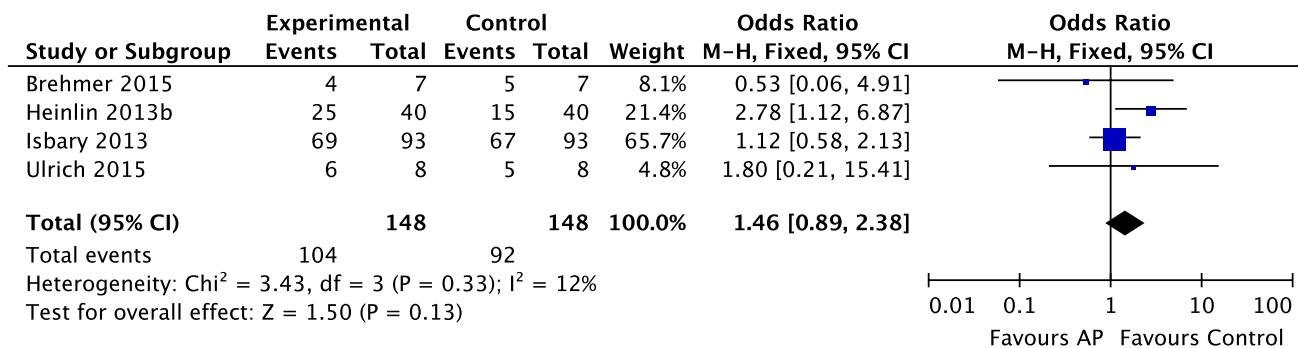 Experimental Control Odds Ratio Odds Ratio
Study or Subgroup Events Total Events Total Weight M-H, Fixed, 95% CI M-H, Fixed, 95% CI
Brehmer 2015 4 7 5 7 8.1% 0.53 [0.06, 4.91]
Heinlin 2013b 25 40 15 40 21.4% 2.78 [1.12, 6.87]
Isbary 2013 69 93 67 93 65.7% 1.12 [0.58, 2.13]
Ulrich 2015 6 8 5 8 4.8% 1.80 [0.21, 15.41]
Total (95% CI) 148 148 100.0% 1.46 [0.89, 2.38]
Total events 104 92
Heterogeneity: Chi² = 3.43, df = 3 (P = 0.33); I² = 12%
Test for overall effect: Z = 1.50 (P = 0.13)
0.01 0.1 1 10 100
Favours AP Favours Control